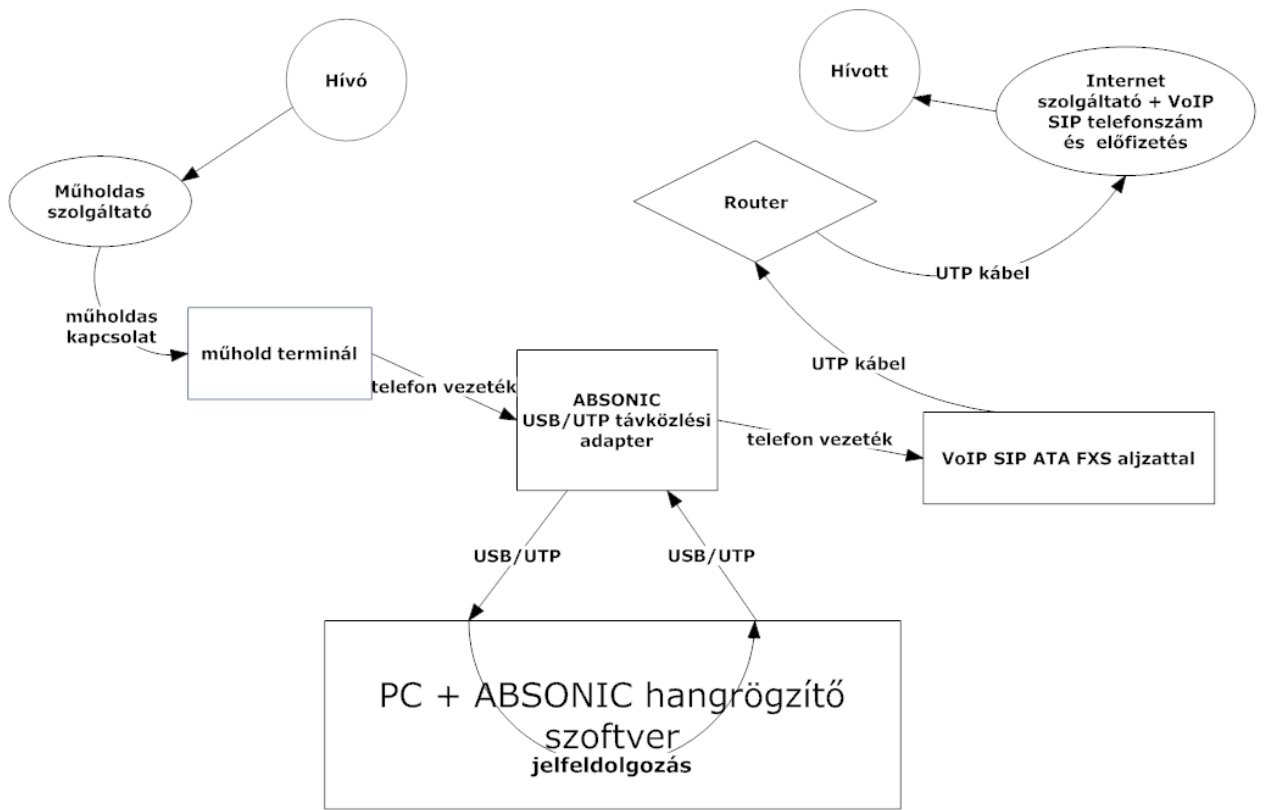 Hívó
Hívott
Internet
szolgáltató + VoIP
SIP telefonszám
és előfizetés
Műholdas
szolgáltató
Router
UTP kábel
műholdas
kapcsolat
műhold terminál
UTP kábel
telefon vezeték
ABSONIC
USB/UTP távközlési
adapter
telefon vezeték
VoIP SIP ATA FXS aljzattal
USB/UTP
USB/UTP
PC + ABSONIC hangrögzítő
szoftver
jelfeldolgozás